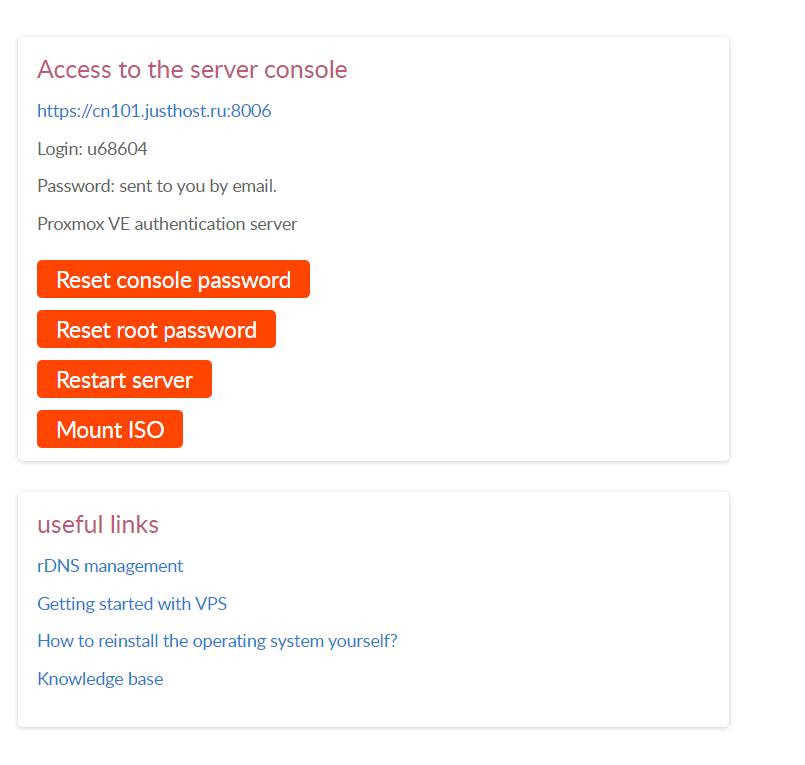 Access to the server console
https://cn101.justhost.ru:8006
Login: u68604
Password: sent to you by email.
Proxmox VE authentication server
Reset console password
Reset root password
Restart server
Mount ISO
useful links
rDNS management
Getting started with VPS
How to reinstall the operating system yourself?
Knowledge base